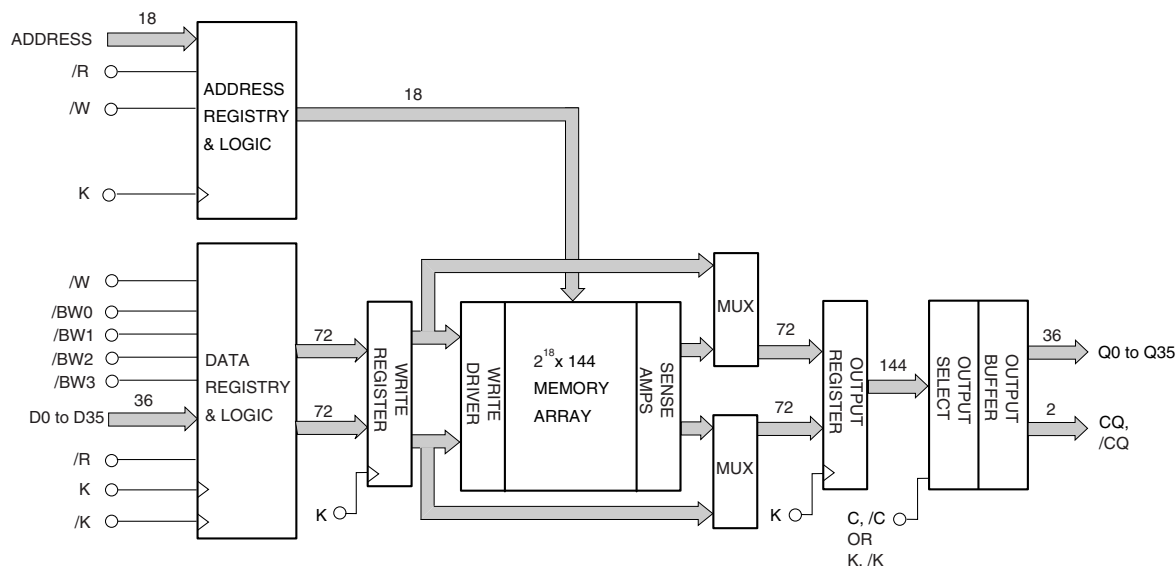 18
ADDRESS
/R
/W
K
ADDRESS
REGISTRY
& LOGIC
18
/W
/BW0
/BW1
/BW2
/BW3
D0 to D35
36
/R
K
/K
DATA
REGISTRY
& LOGIC
72
72
WRITE
REGISTER
K
WRITE
DRIVER
2^18 x 144
MEMORY
ARRAY
SENSE
AMPS
MUX
MUX
72
72
OUTPUT
REGISTER
K
144
OUTPUT
SELECT
OUTPUT
BUFFER
C, /C
OR
K, /K
36
Q0 to Q35
2
CQ,
/CQ